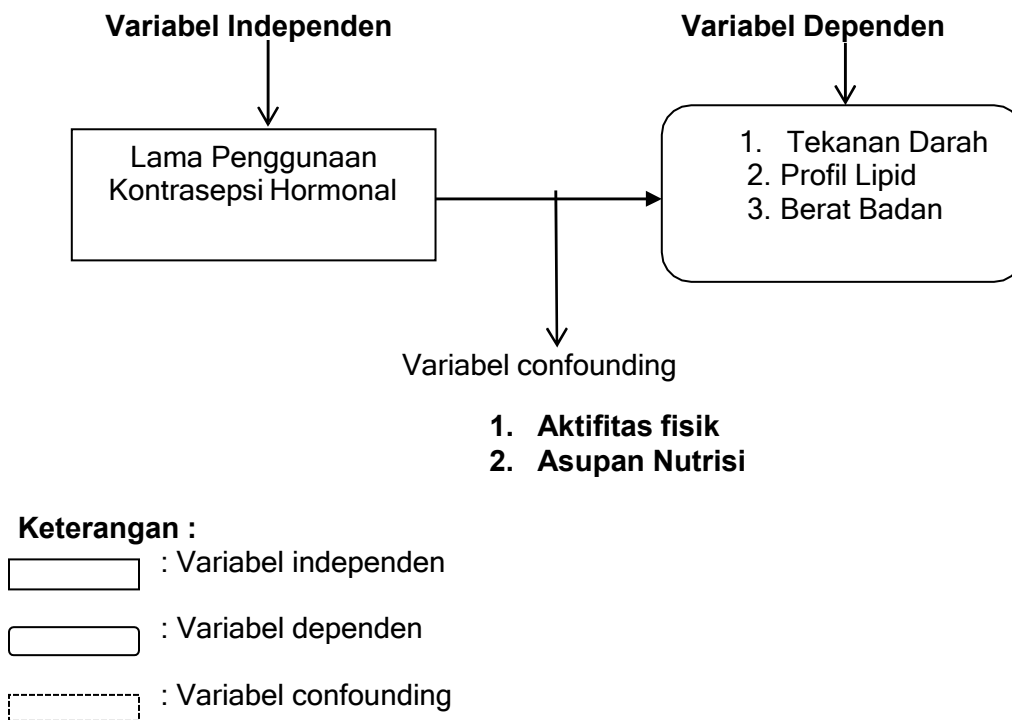 Variabel Independen
Variabel Dependen
Lama Penggunaan
Kontrasepsi Hormonal
1. Tekanan Darah
2. Profil Lipid
3. Berat Badan
Variabel confounding
1. Aktifitas fisik
2. Asupan Nutrisi
Keterangan :
: Variabel independen
: Variabel dependen
: Variabel confounding